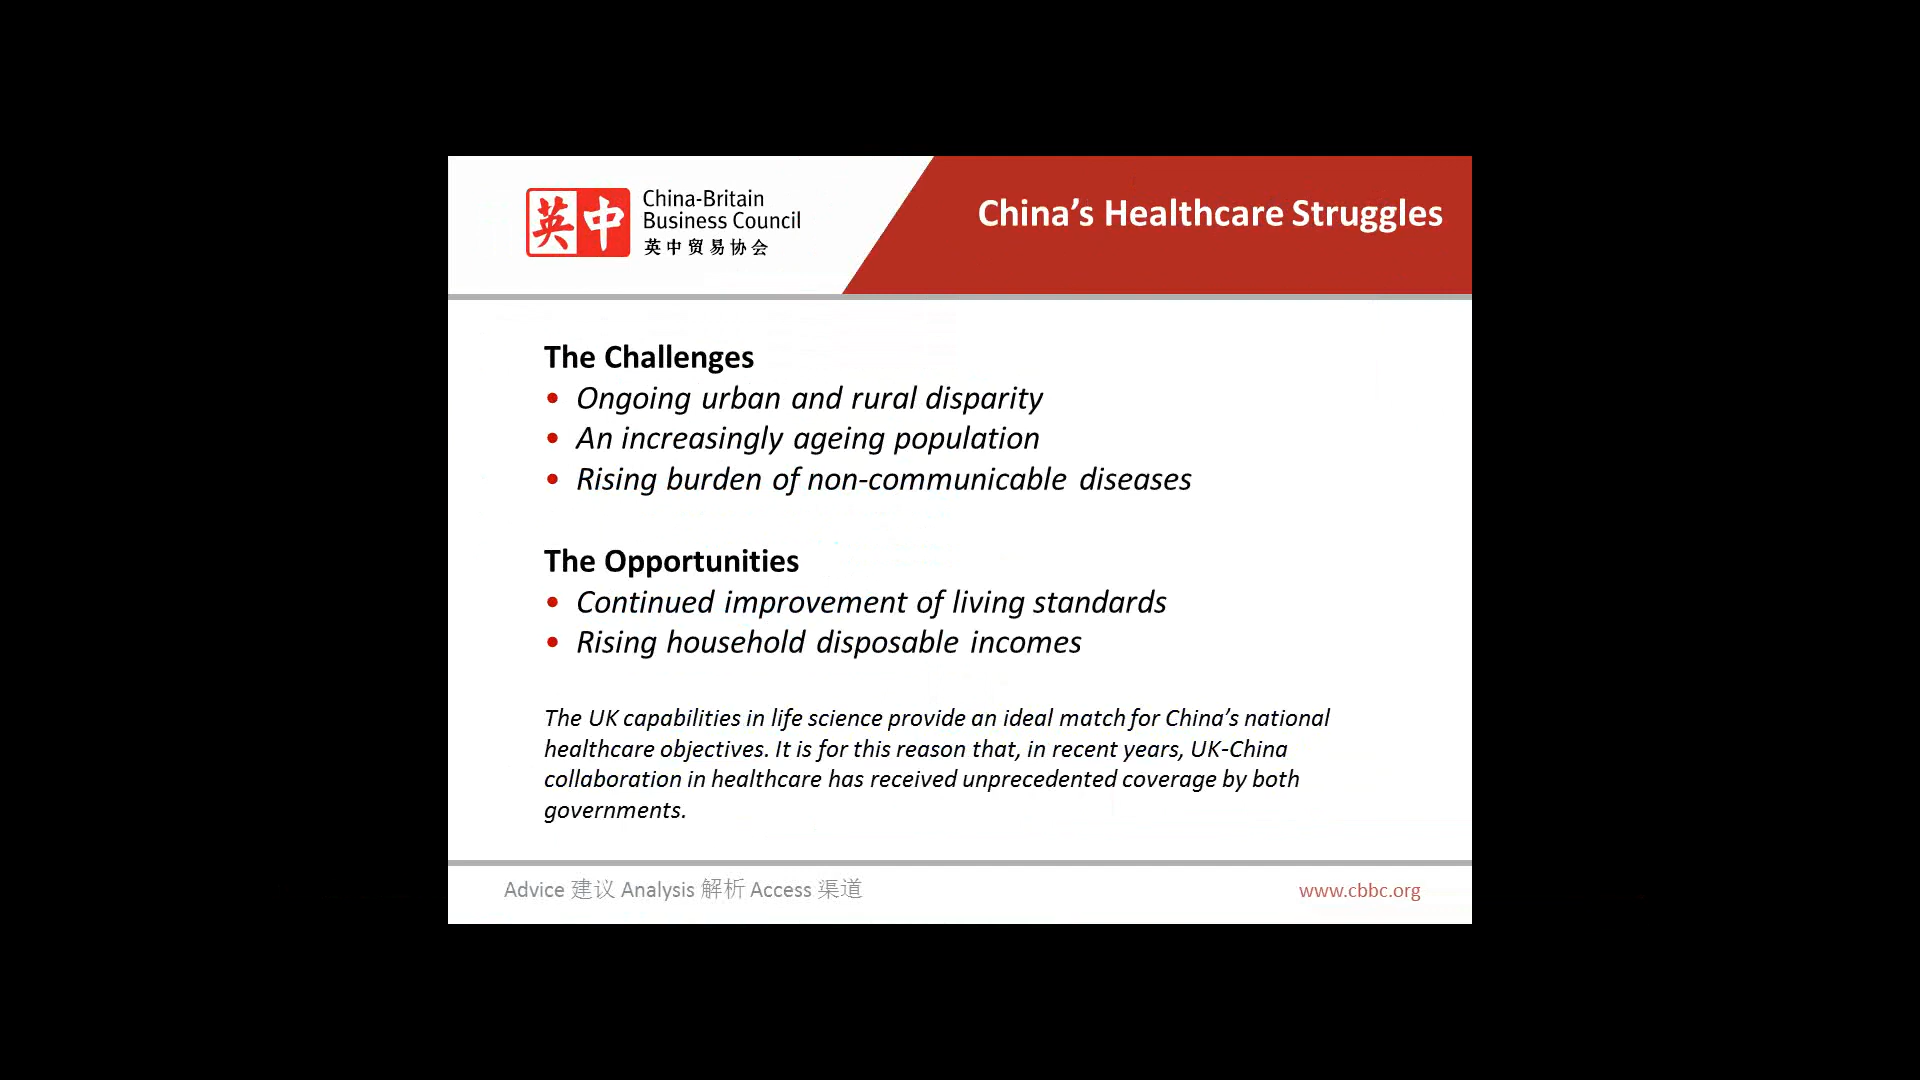 英中
China-Britain
Business Council
英中贸易协会
China’s Healthcare Struggles
The Challenges
• Ongoing urban and rural disparity
• An increasingly ageing population
• Rising burden of non-communicable diseases
The Opportunities
• Continued improvement of living standards
• Rising household disposable incomes
The UK capabilities in life science provide an ideal match for China’s national
healthcare objectives. It is for this reason that, in recent years, UK-China
collaboration in healthcare has received unprecedented coverage by both
governments.
Advice 建议 Analysis 解析 Access 渠道
www.cbbc.org